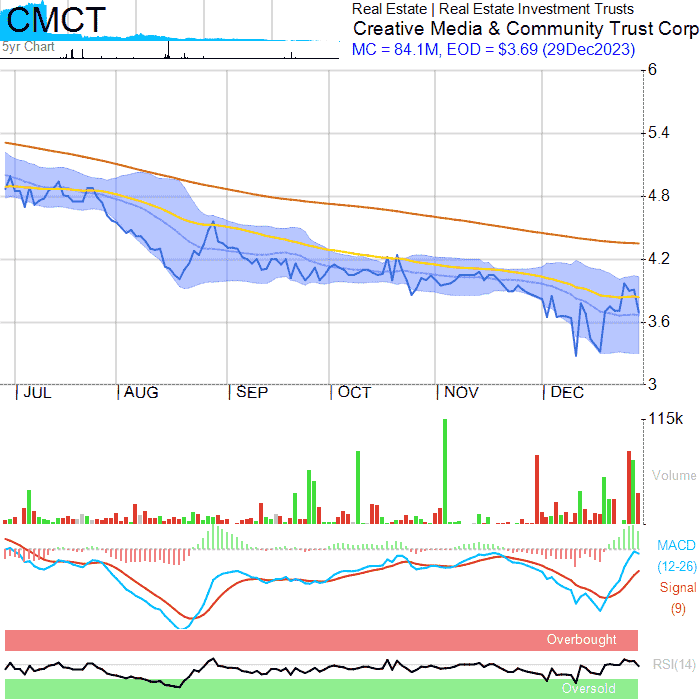 CMCT
5yr Chart
Real Estate | Real Estate Investment Trusts
Creative Media & Community Trust Corp
MC = 84.1M, EOD = $3.69 (29Dec2023)
6
5.4
4.8
4.2
3.6
3
JUL AUG SEP OCT NOV DEC
115k
Volume
MACD
(12-26)
Signal
(9)
Overbought
RSI(14)
Oversold